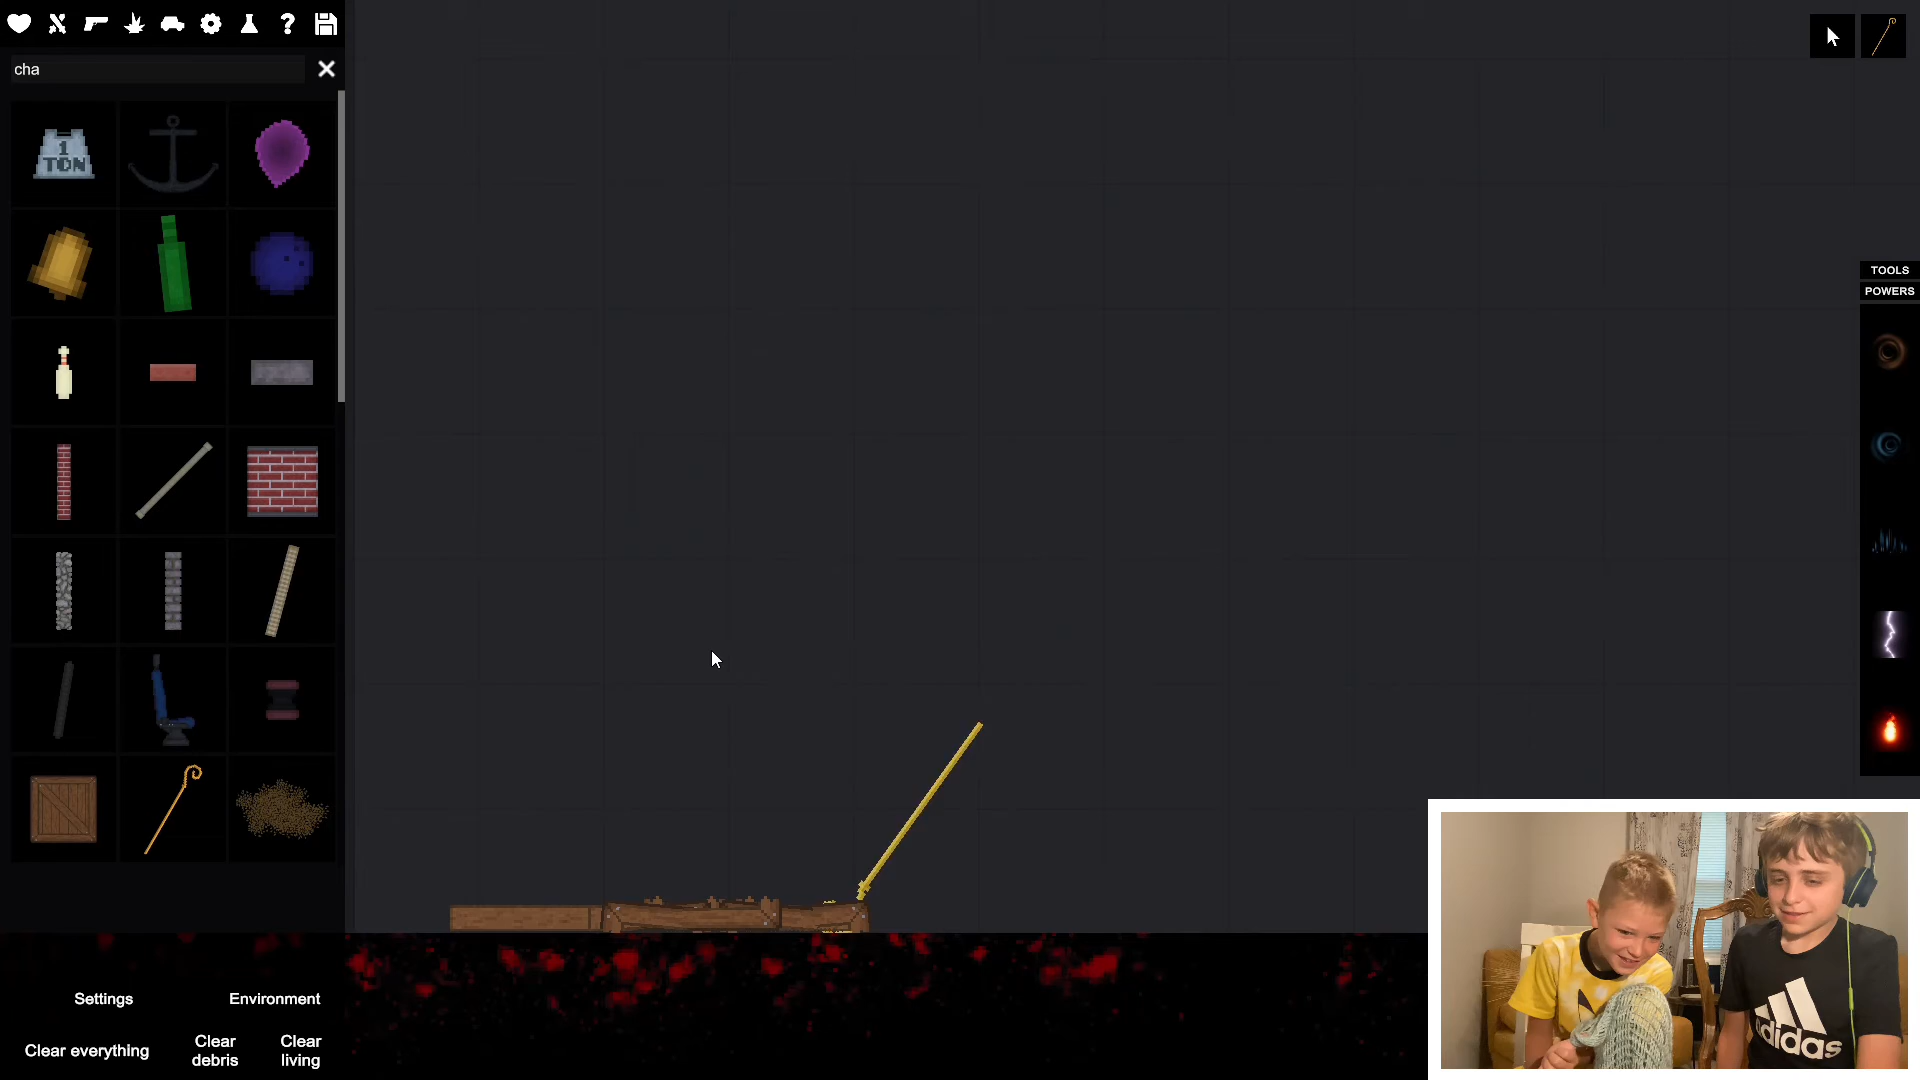 cha
1
TON
TOOLS
POWERS
Settings
Environment
Clear everything
Clear
debris
Clear
living
adidas